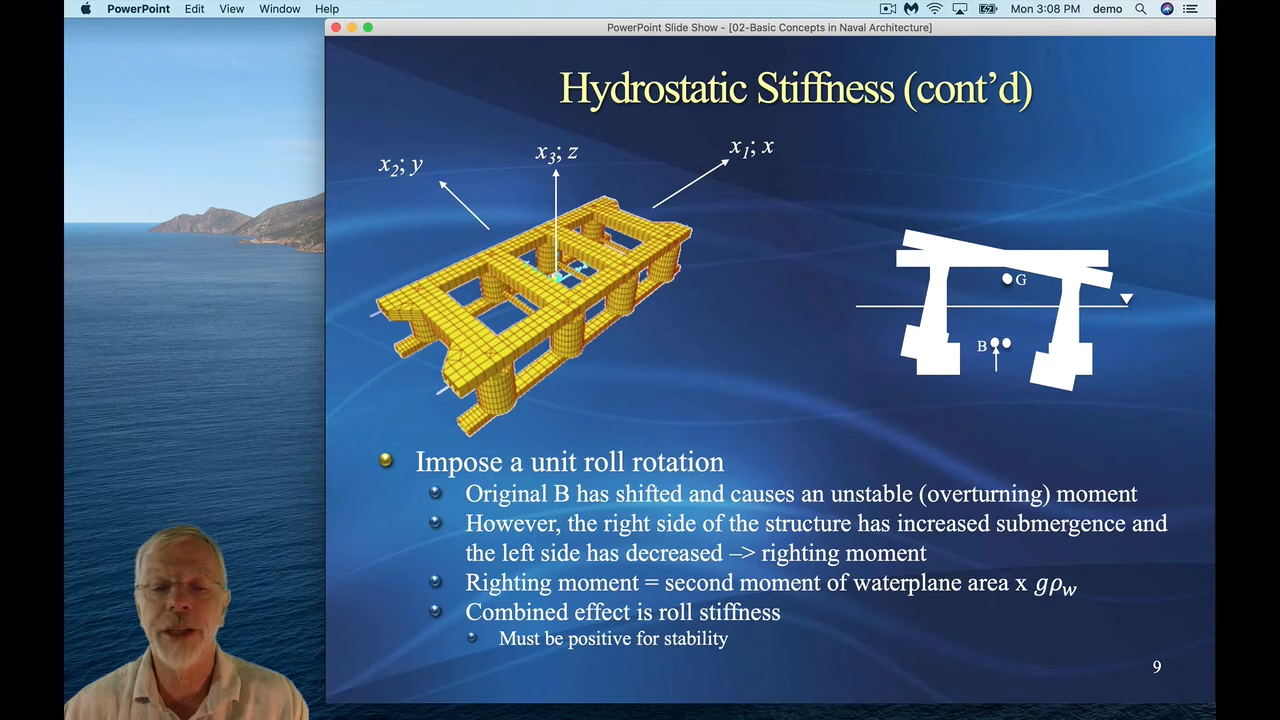 PowerPoint Edit View Window Help Mon 3:08 PM demo
PowerPoint Slide Show - [02-Basic Concepts in Naval Architecture]
Hydrostatic Stiffness (cont’d)
x2; y
x3; z
x1; x
G
B
Impose a unit roll rotation
Original B has shifted and causes an unstable (overturning) moment
However, the right side of the structure has increased submergence and
the left side has decreased –> righting moment
Righting moment = second moment of waterplane area x gρw
Combined effect is roll stiffness
Must be positive for stability
9